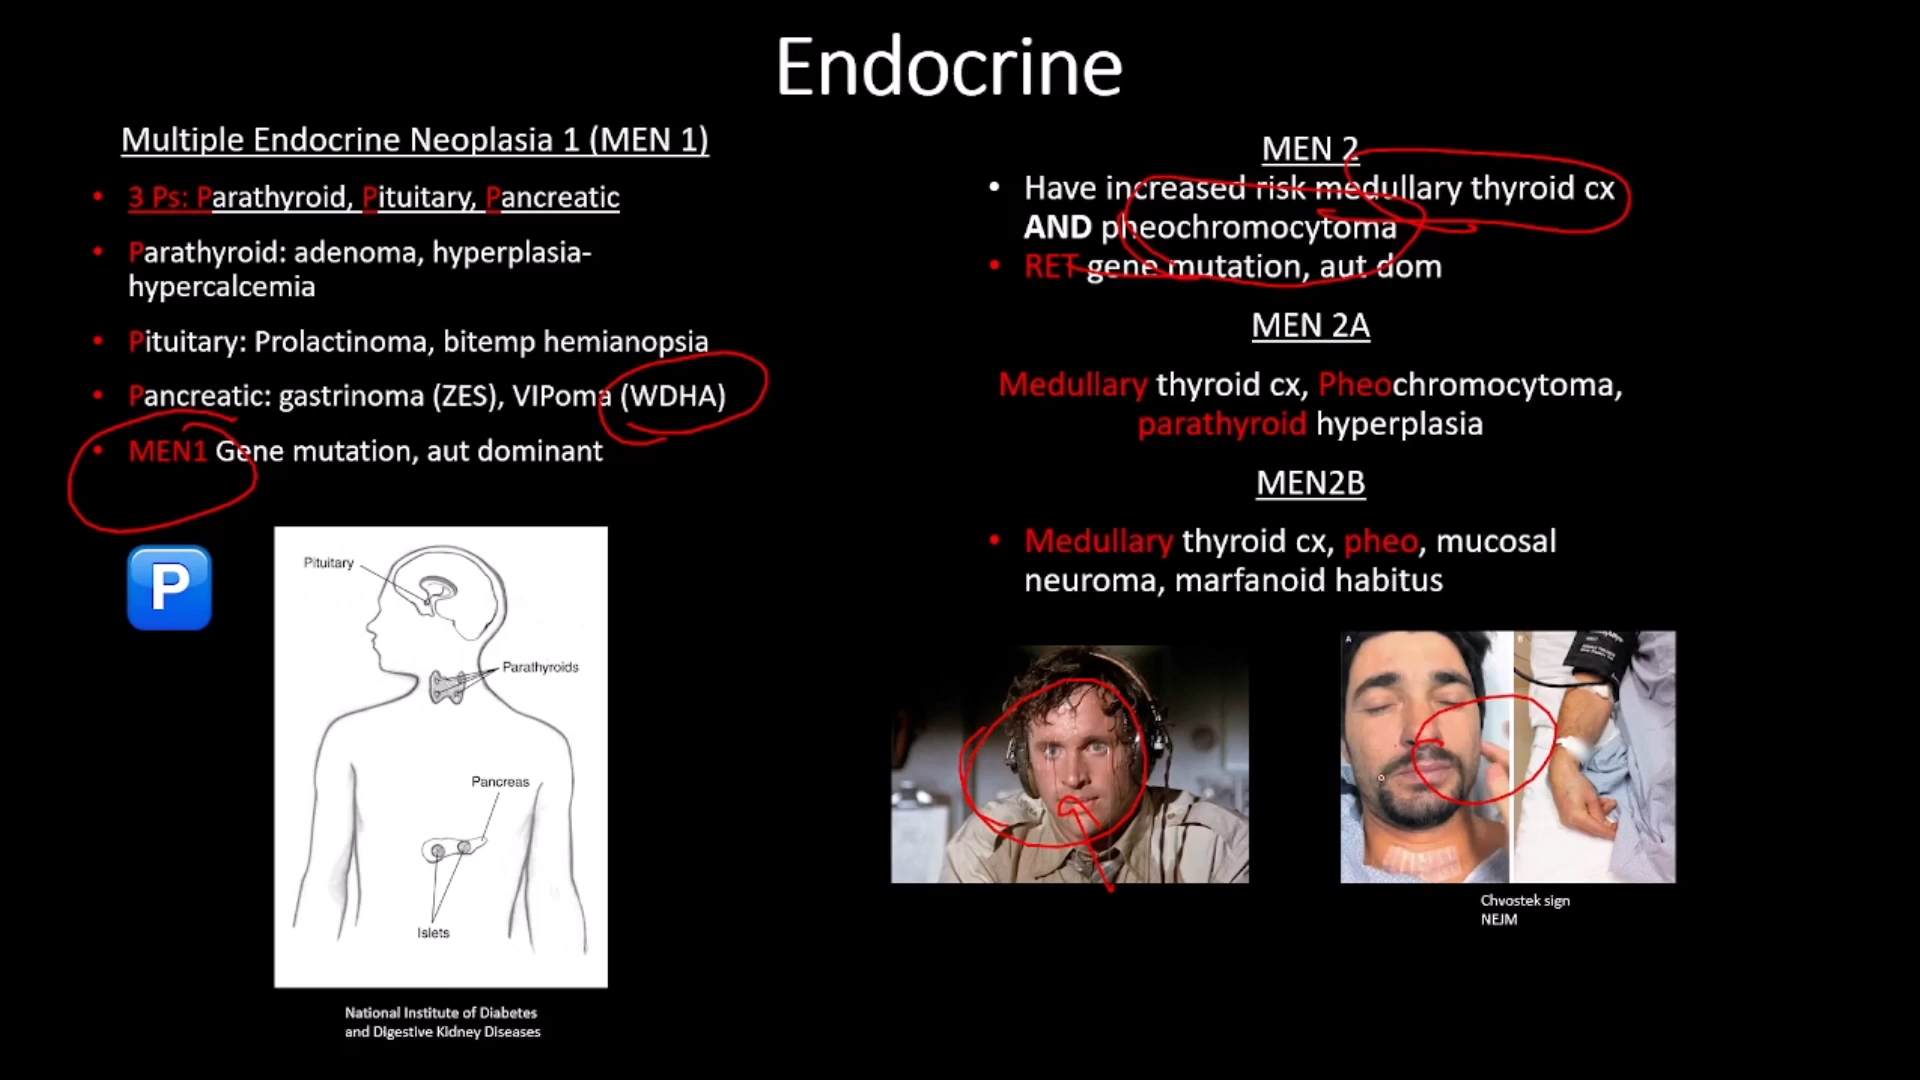 Endocrine
Multiple Endocrine Neoplasia 1 (MEN 1)
• 3 Ps: Parathyroid, Pituitary, Pancreatic
• Parathyroid: adenoma, hyperplasia-
hypercalcemia
• Pituitary: Prolactinoma, bitemp hemianopsia
• Pancreatic: gastrinoma (ZES), VIPoma (WDHA)
• MEN1 Gene mutation, aut dominant
P
Pituitary
Parathyroids
Pancreas
Islets
National Institute of Diabetes
and Digestive Kidney Diseases
MEN 2
• Have increased risk medullary thyroid cx
AND pheochromocytoma
• RET gene mutation, aut dom
MEN 2A
Medullary thyroid cx, Pheochromocytoma,
parathyroid hyperplasia
MEN2B
• Medullary thyroid cx, pheo, mucosal
neuroma, marfanoid habitus
A
B
Chvostek sign
NEJM